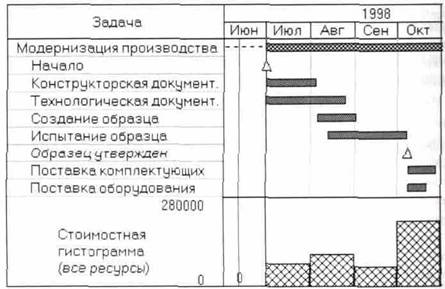 Задача
1998
Июн Июл Авг Сен Окт
Модернизация производства
Начало
Конструкторская документ.
Технологическая документ.
Создание образца
Испытание образца
Образец утвержден
Поставка комплектующих
Поставка оборудования
280000
Стоимостная
гистограмма
(все ресурсы)
0 0